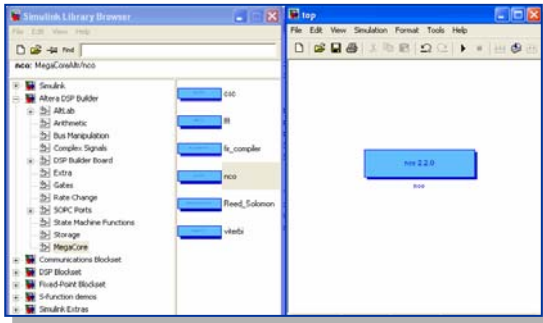 Simulink Library Browser
File Edit View Help
Find
nco: MegaCoreAltr/nco
Simulink
Altera DSP Builder
AltLab
Arithmetic
Bus Manipulation
Complex Signals
DSP Builder Board
Extra
Gates
Rate Change
SOPC Ports
State Machine Functions
Storage
MegaCore
Communications Blockset
DSP Blockset
Fixed-Point Blockset
S-function demos
Simulink Extras
fft
fir_compiler
nco
Reed_Solomon
viterbi
top
File Edit View Simulation Format Tools Help
nco 2.2.0
nco